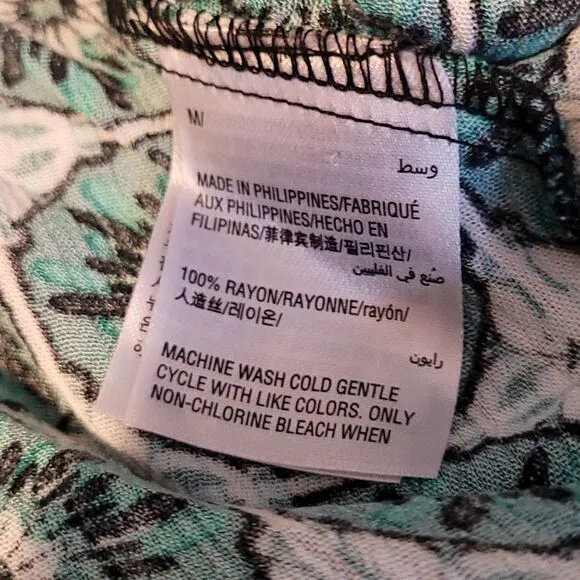 M/
وسط
MADE IN PHILIPPINES/FABRIQUÉ
AUX PHILIPPINES/HECHO EN
FILIPINAS/菲律宾制造/필리핀산/
صُنع في الفلبين
100% RAYON/RAYONNE/rayón/
人造丝/레이온/
رايون
MACHINE WASH COLD GENTLE
CYCLE WITH LIKE COLORS. ONLY
NON-CHLORINE BLEACH WHEN